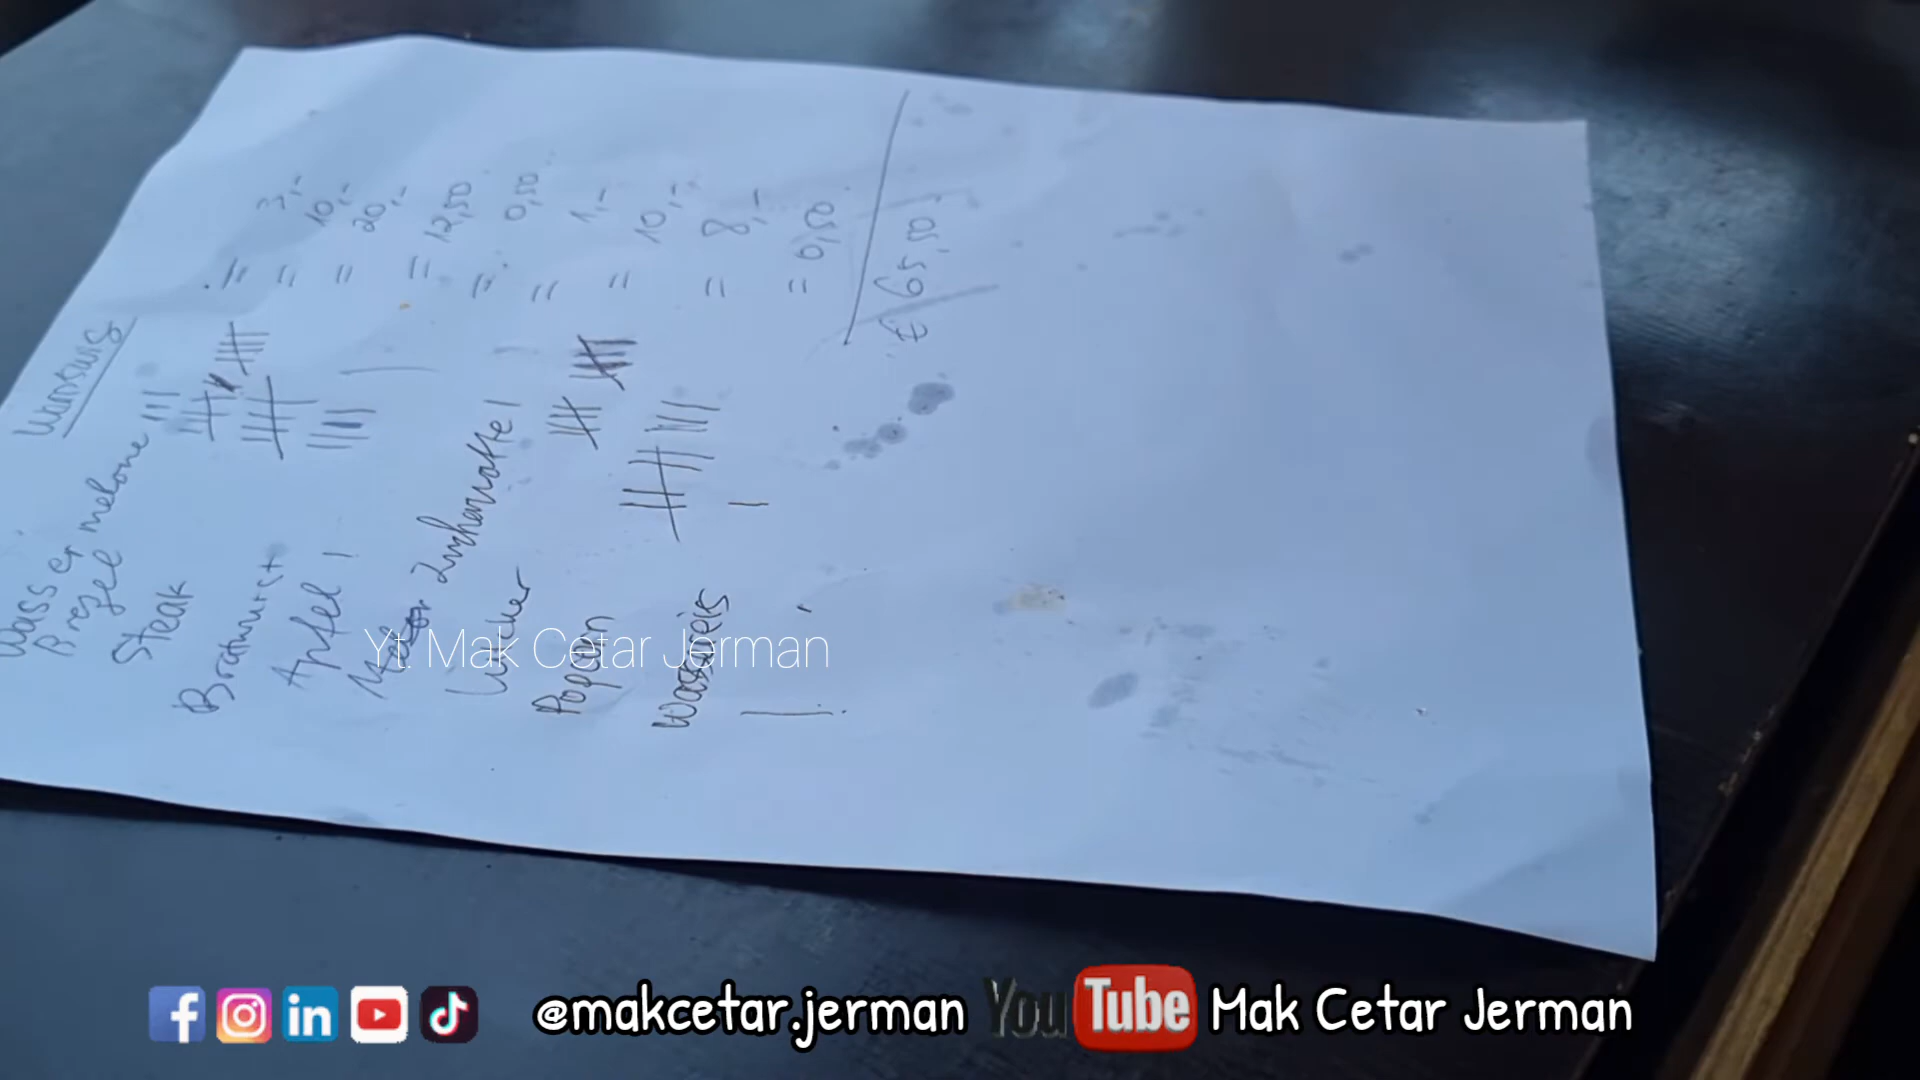 Wassermelone III = 3,-
Brezel = 10,-
Steak = 20,-
Bratwurst = 12,50
Apfel I = 0,50
Zuckerwatte I = 1,-
= 10,-
Popcorn = 8,-
Wassereis I = 0,50
€ 65,50
Yt. Mak Cetar Jerman
@makcetar.jerman YouTube Mak Cetar Jerman